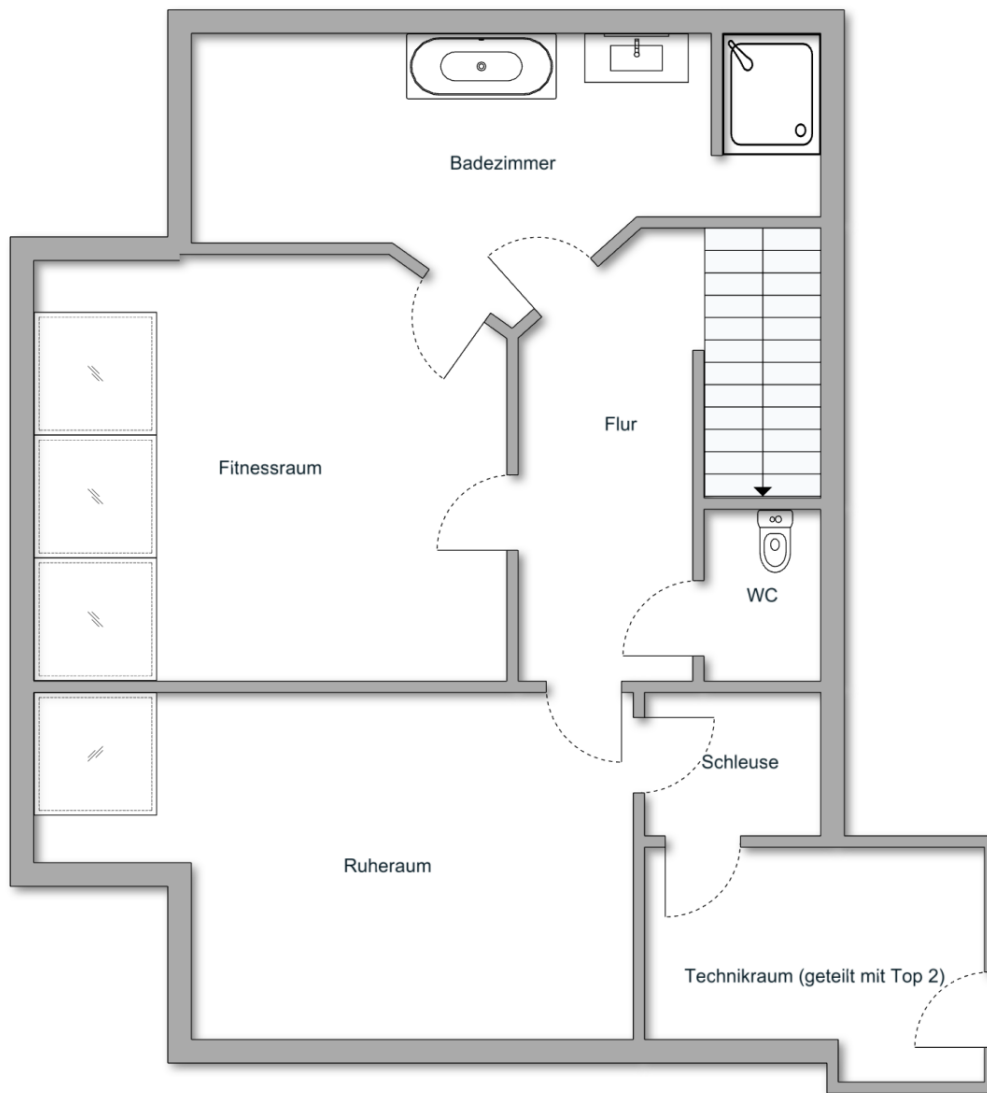 Badezimmer
Flur
Fitnessraum
WC
Schleuse
Ruheraum
Technikraum (geteilt mit Top 2)